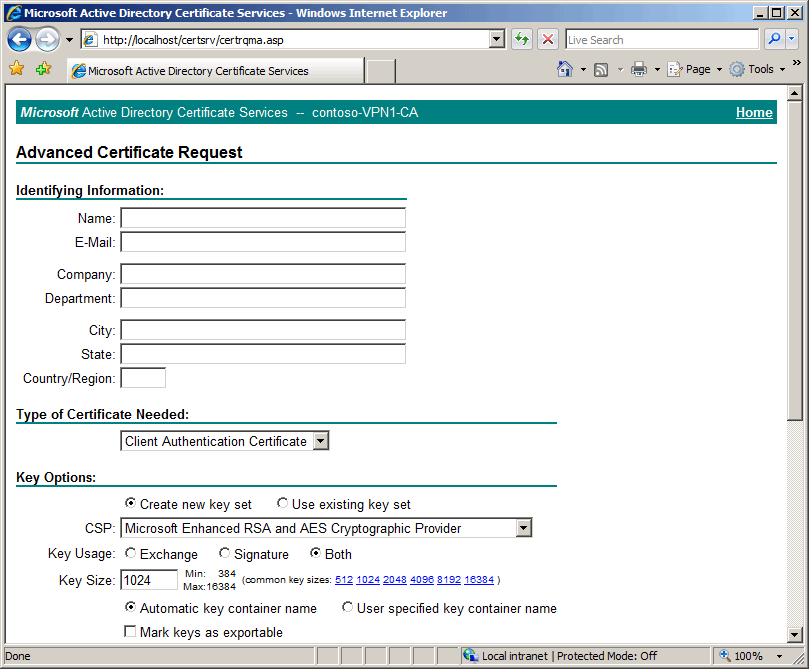 Microsoft Active Directory Certificate Services - Windows Internet Explorer
http://localhost/certsrv/certrqma.asp
Live Search
Microsoft Active Directory Certificate Services
Page
Tools
Microsoft Active Directory Certificate Services -- contoso-VPN1-CA Home
Advanced Certificate Request
Identifying Information:
Name:
E-Mail:
Company:
Department:
City:
State:
Country/Region:
Type of Certificate Needed:
Client Authentication Certificate
Key Options:
Create new key set Use existing key set
CSP: Microsoft Enhanced RSA and AES Cryptographic Provider
Key Usage: Exchange Signature Both
Key Size: 1024 Min: 384 Max:16384 (common key sizes: 512 1024 2048 4096 8192 16384 )
Automatic key container name User specified key container name
Mark keys as exportable
Done Local intranet | Protected Mode: Off 100%